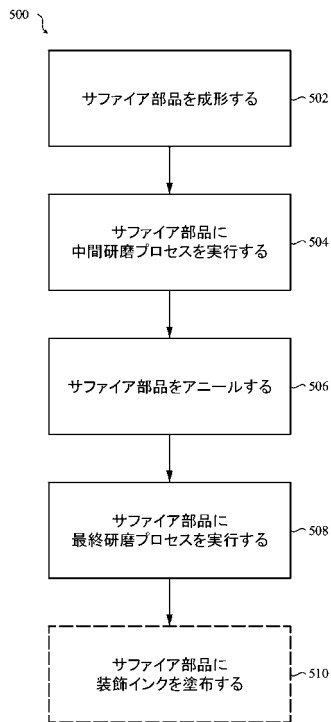 500
サファイア部品を成形する
502
サファイア部品に
中間研磨プロセスを実行する
504
サファイア部品をアニールする
506
サファイア部品に
最終研磨プロセスを実行する
508
サファイア部品に
装飾インクを塗布する
510